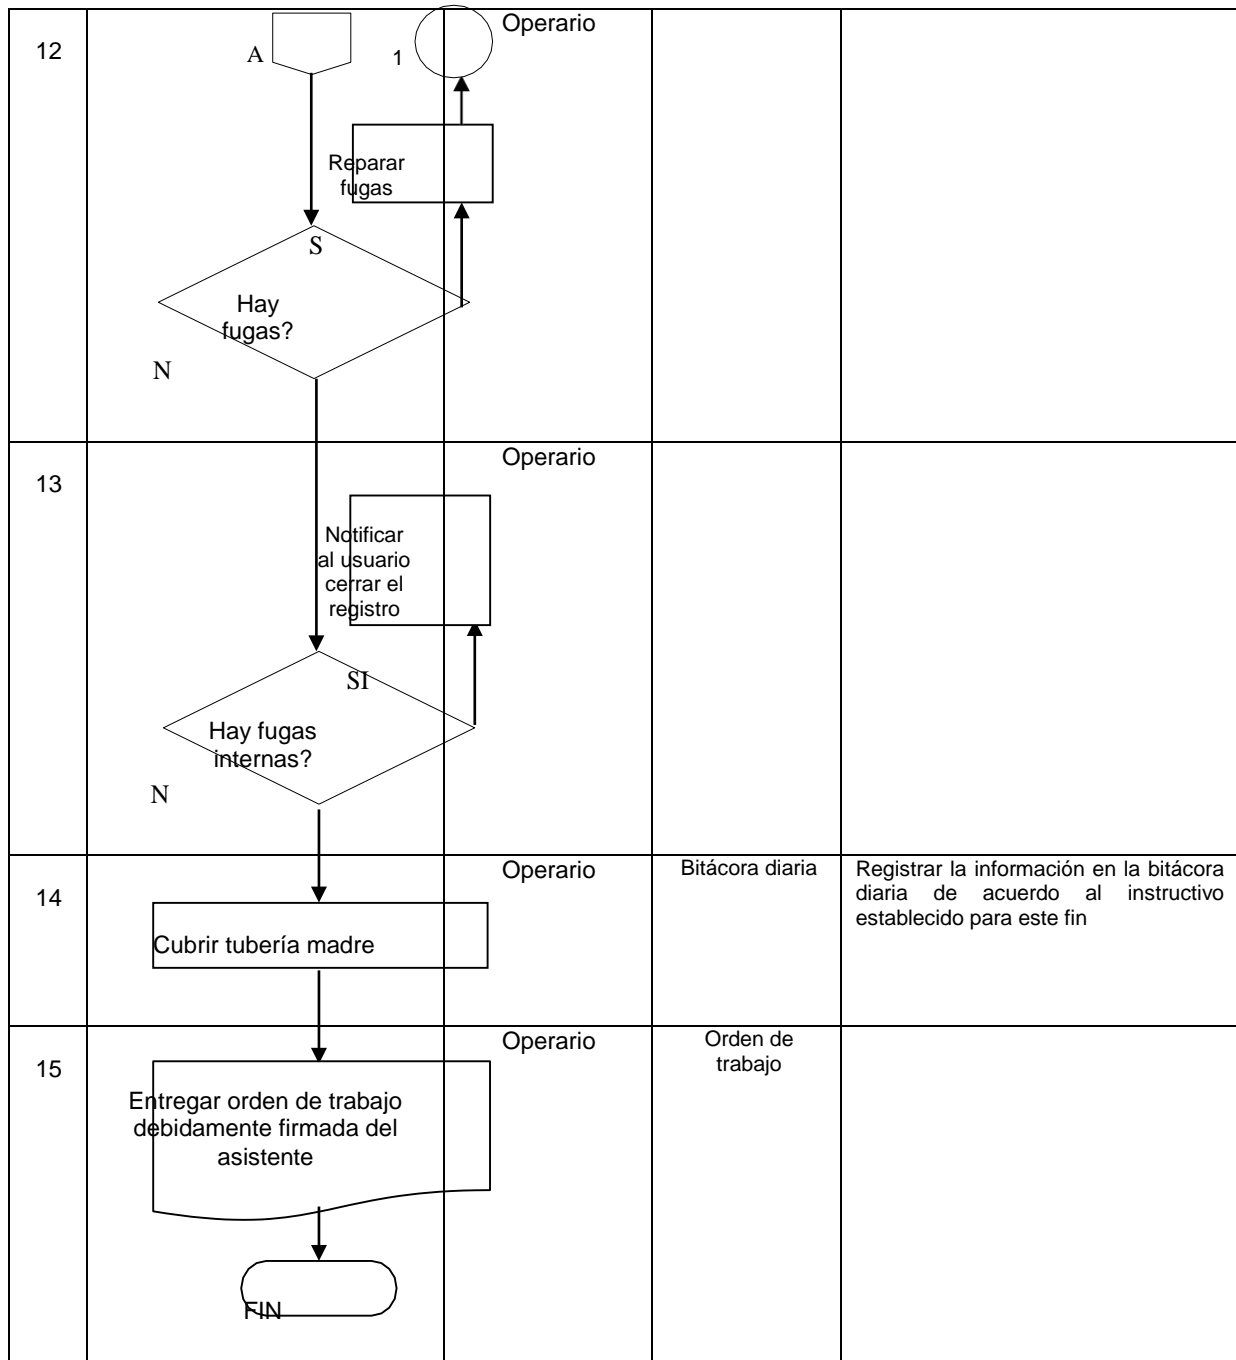 12
A
1
Operario
Reparar
fugas
S
Hay
fugas?
N
13
Operario
Notificar
al usuario
cerrar el
registro
SI
Hay fugas
internas?
N
14
Cubrir tubería madre
Operario
Bitácora diaria
Registrar la información en la bitácora
diaria de acuerdo al instructivo
establecido para este fin
15
Entregar orden de trabajo
debidamente firmada del
asistente
FIN
Operario
Orden de
trabajo